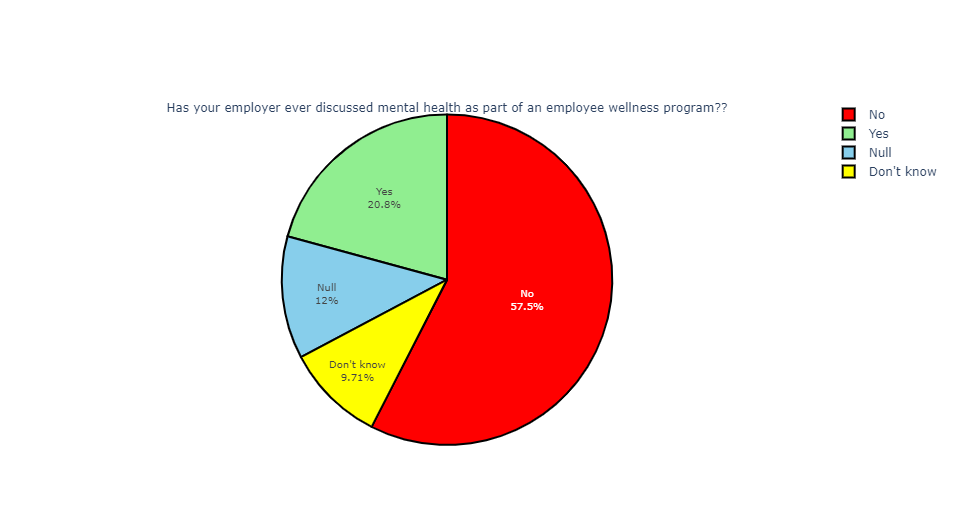 Has your employer ever discussed mental health as part of an employee wellness program??
No
Yes
Null
Don't know
Yes
20.8%
Null
12%
No
57.5%
Don't know
9.71%